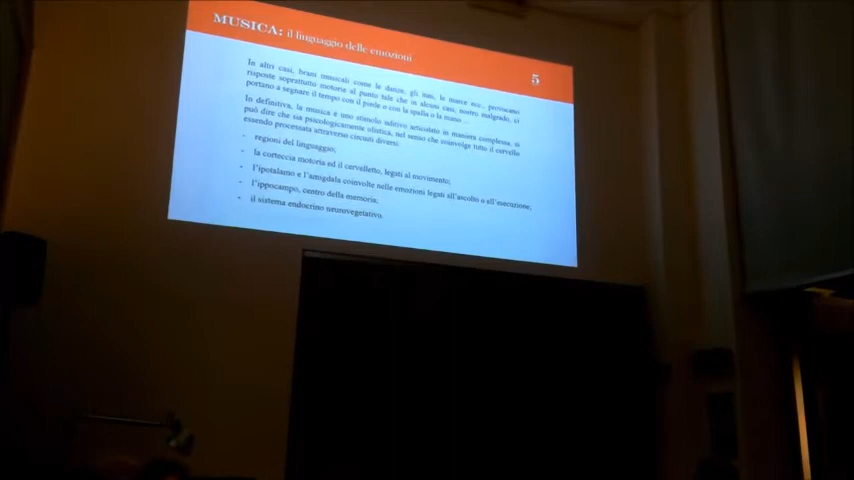 MUSICA: il linguaggio delle emozioni
5
In altri casi, brani musicali come le danze, gli inni, le marce ecc., provocano
risposte soprattutto motorie al punto tale che in alcuni casi, nostro malgrado, ci
portano a segnare il tempo con il piede o con la spalla o la mano ...
In definitiva, la musica è uno stimolo uditivo articolato in maniera complessa, si
può dire che sia psicologicamente olistica, nel senso che coinvolge tutto il cervello
essendo processata attraverso circuiti diversi:
- regioni del linguaggio;
- la corteccia motoria ed il cervelletto, legati al movimento;
- l'ipotalamo e l'amigdala coinvolte nelle emozioni legati all'ascolto o all'esecuzione;
- l'ippocampo, centro della memoria;
- il sistema endocrino neurovegetativo.